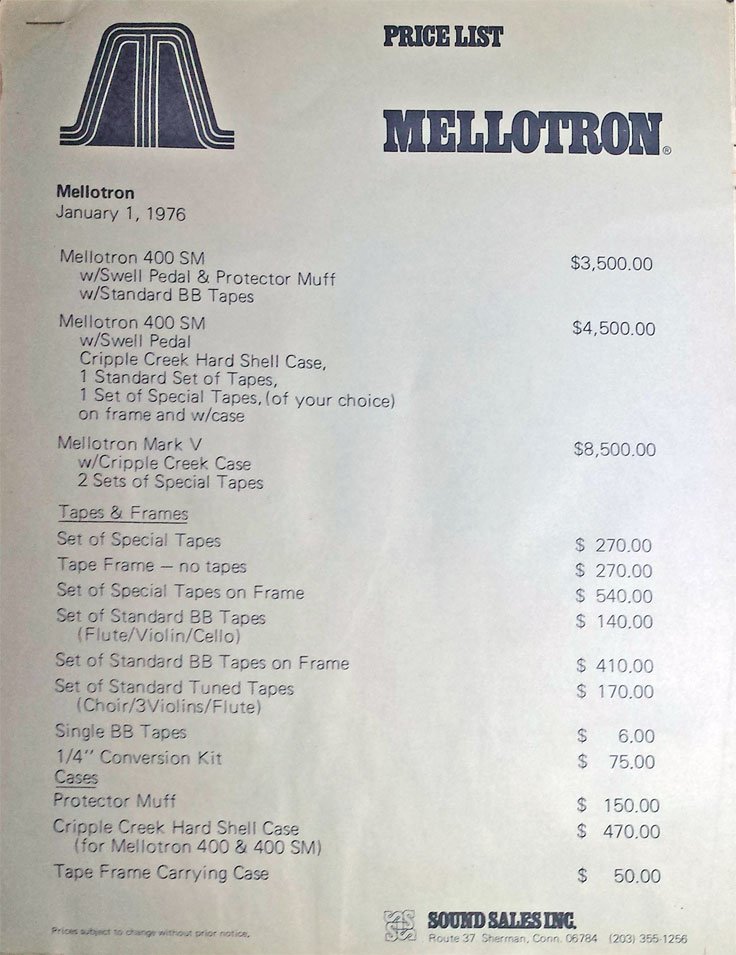 PRICE LIST
MELLOTRON®
Mellotron
January 1, 1976
Mellotron 400 SM $3,500.00
w/Swell Pedal & Protector Muff
w/Standard BB Tapes
Mellotron 400 SM $4,500.00
w/Swell Pedal
Cripple Creek Hard Shell Case,
1 Standard Set of Tapes,
1 Set of Special Tapes, (of your choice)
on frame and w/case
Mellotron Mark V $8,500.00
w/Cripple Creek Case
2 Sets of Special Tapes
Tapes & Frames
Set of Special Tapes $ 270.00
Tape Frame — no tapes $ 270.00
Set of Special Tapes on Frame $ 540.00
Set of Standard BB Tapes $ 140.00
(Flute/Violin/Cello)
Set of Standard BB Tapes on Frame $ 410.00
Set of Standard Tuned Tapes $ 170.00
(Choir/3Violins/Flute)
Single BB Tapes $ 6.00
1/4" Conversion Kit $ 75.00
Cases
Protector Muff $ 150.00
Cripple Creek Hard Shell Case $ 470.00
(for Mellotron 400 & 400 SM)
Tape Frame Carrying Case $ 50.00
Prices subject to change without prior notice.
SOUND SALES INC.
Route 37 Sherman, Conn. 06784 (203) 355-1256